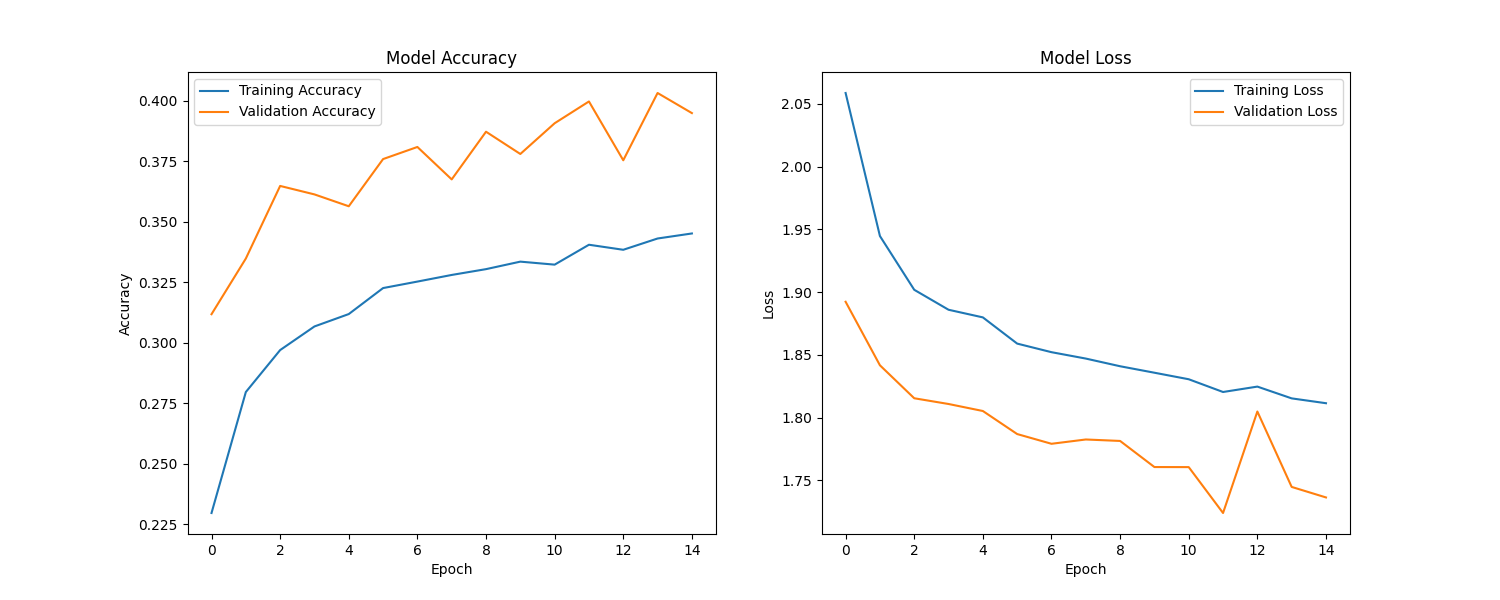 Model Accuracy
Training Accuracy
Validation Accuracy
0.400
0.375
0.350
0.325
0.300
0.275
0.250
0.225
Accuracy
0 2 4 6 8 10 12 14
Epoch
Model Loss
Training Loss
Validation Loss
2.05
2.00
1.95
1.90
1.85
1.80
1.75
Loss
0 2 4 6 8 10 12 14
Epoch